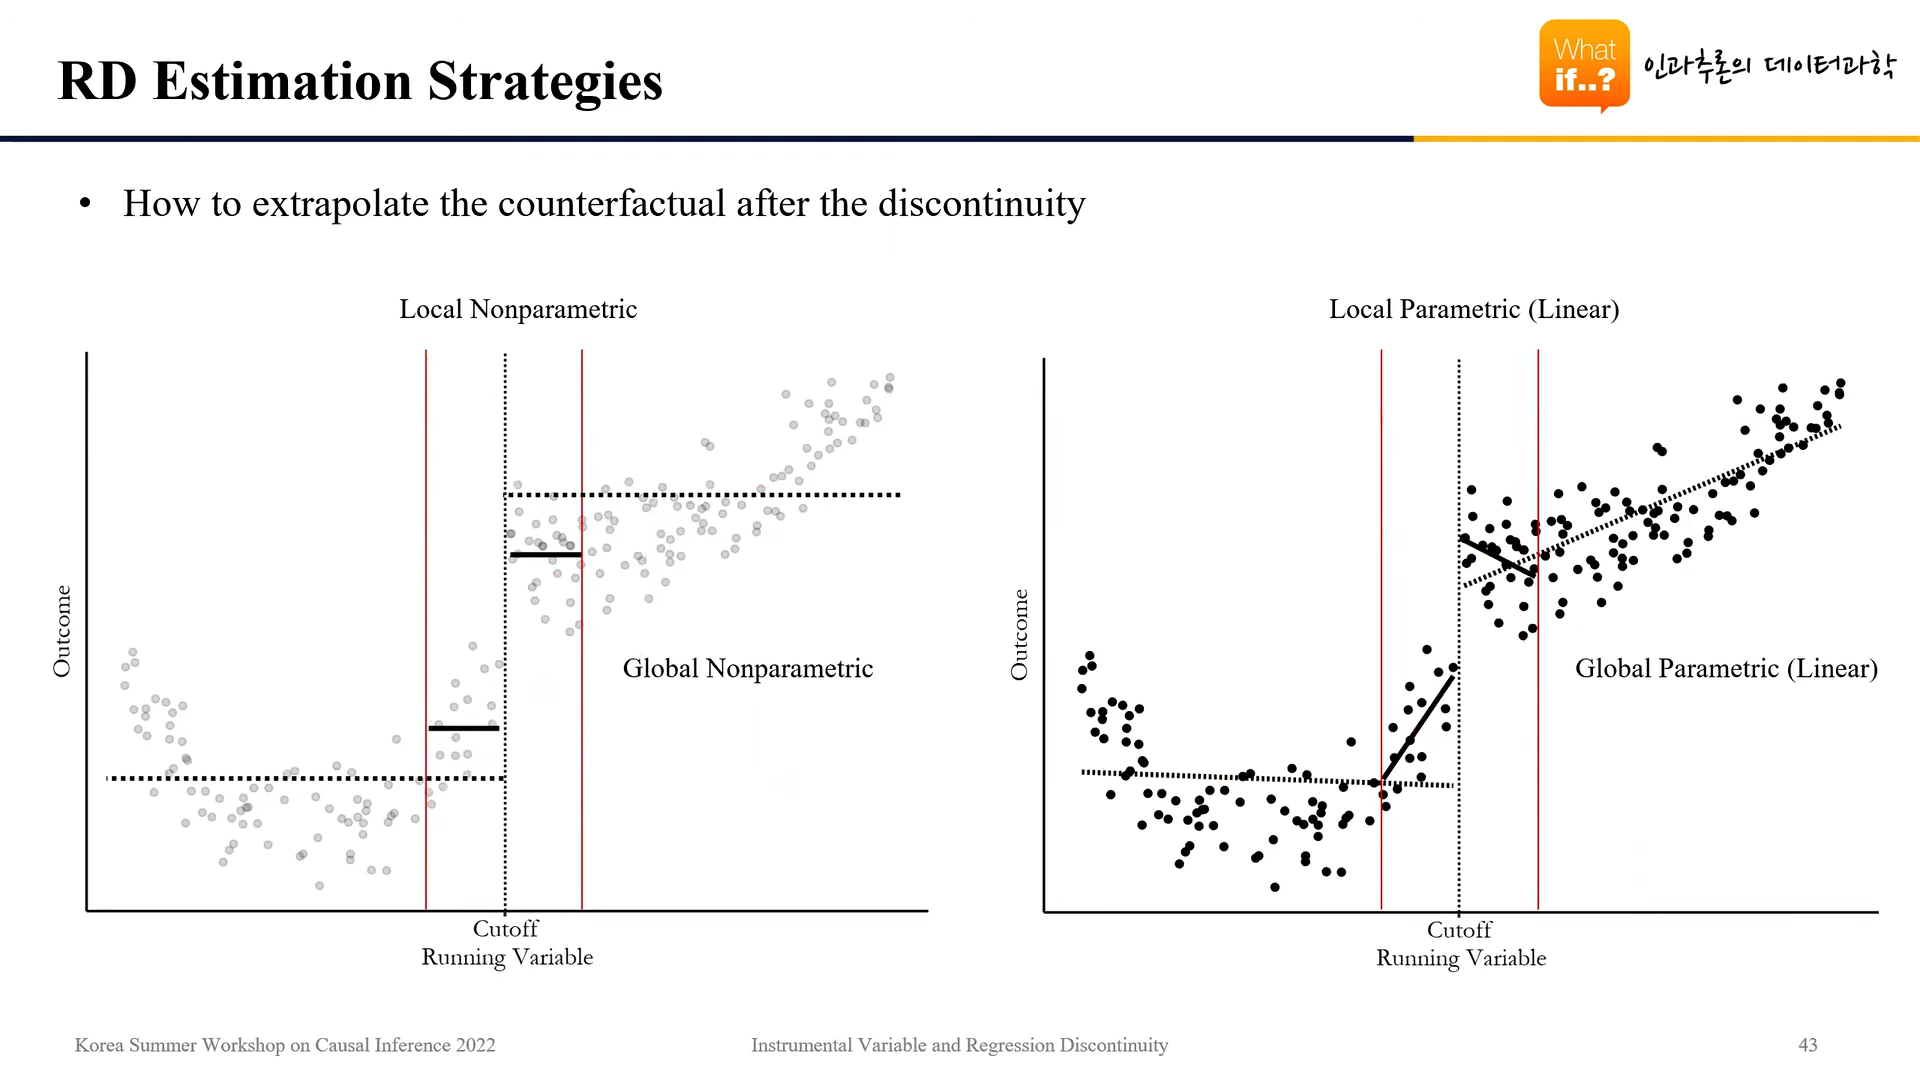 RD Estimation Strategies
What
if..?
인과추론의 데이터과학
• How to extrapolate the counterfactual after the discontinuity
Local Nonparametric
Outcome
Global Nonparametric
Cutoff
Running Variable
Local Parametric (Linear)
Outcome
Global Parametric (Linear)
Cutoff
Running Variable
Korea Summer Workshop on Causal Inference 2022
Instrumental Variable and Regression Discontinuity
43